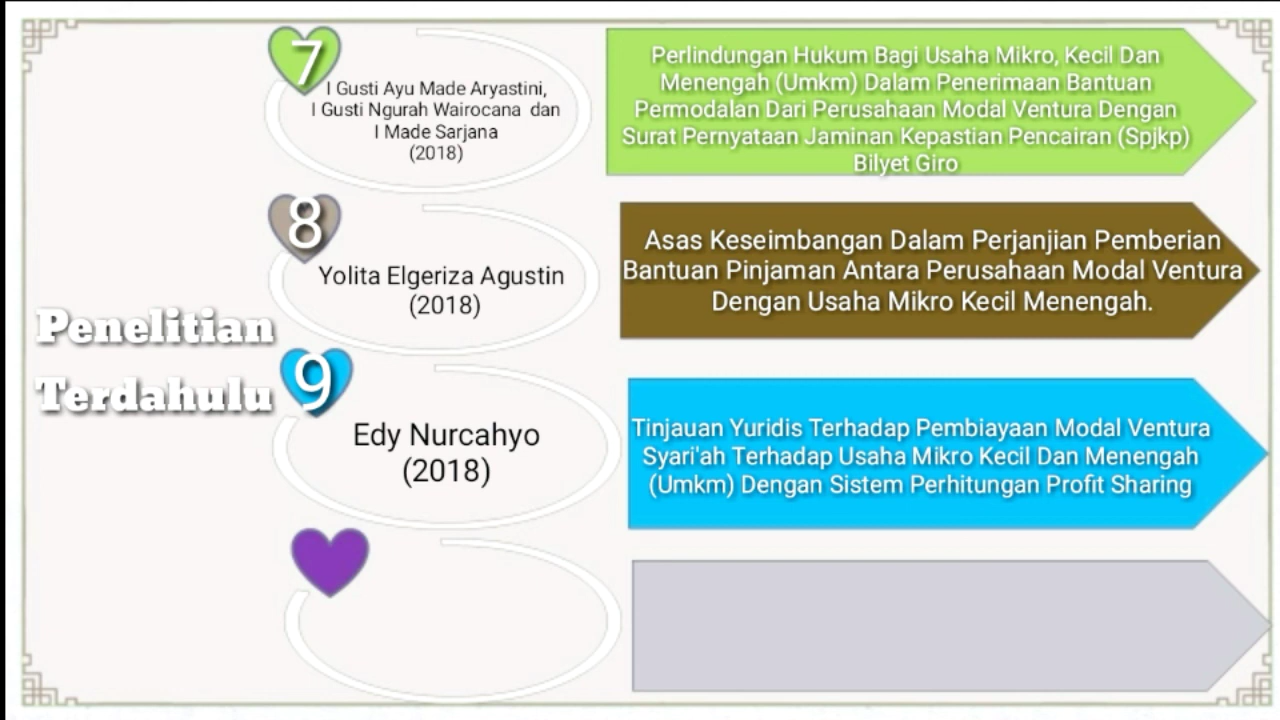 Penelitian
Terdahulu
7
I Gusti Ayu Made Aryastini,
I Gusti Ngurah Wairocana dan
I Made Sarjana
(2018)
Perlindungan Hukum Bagi Usaha Mikro, Kecil Dan
Menengah (Umkm) Dalam Penerimaan Bantuan
Permodalan Dari Perusahaan Modal Ventura Dengan
Surat Pernyataan Jaminan Kepastian Pencairan (Spjkp)
Bilyet Giro
8
Yolita Elgeriza Agustin
(2018)
Asas Keseimbangan Dalam Perjanjian Pemberian
Bantuan Pinjaman Antara Perusahaan Modal Ventura
Dengan Usaha Mikro Kecil Menengah.
9
Edy Nurcahyo
(2018)
Tinjauan Yuridis Terhadap Pembiayaan Modal Ventura
Syari'ah Terhadap Usaha Mikro Kecil Dan Menengah
(Umkm) Dengan Sistem Perhitungan Profit Sharing